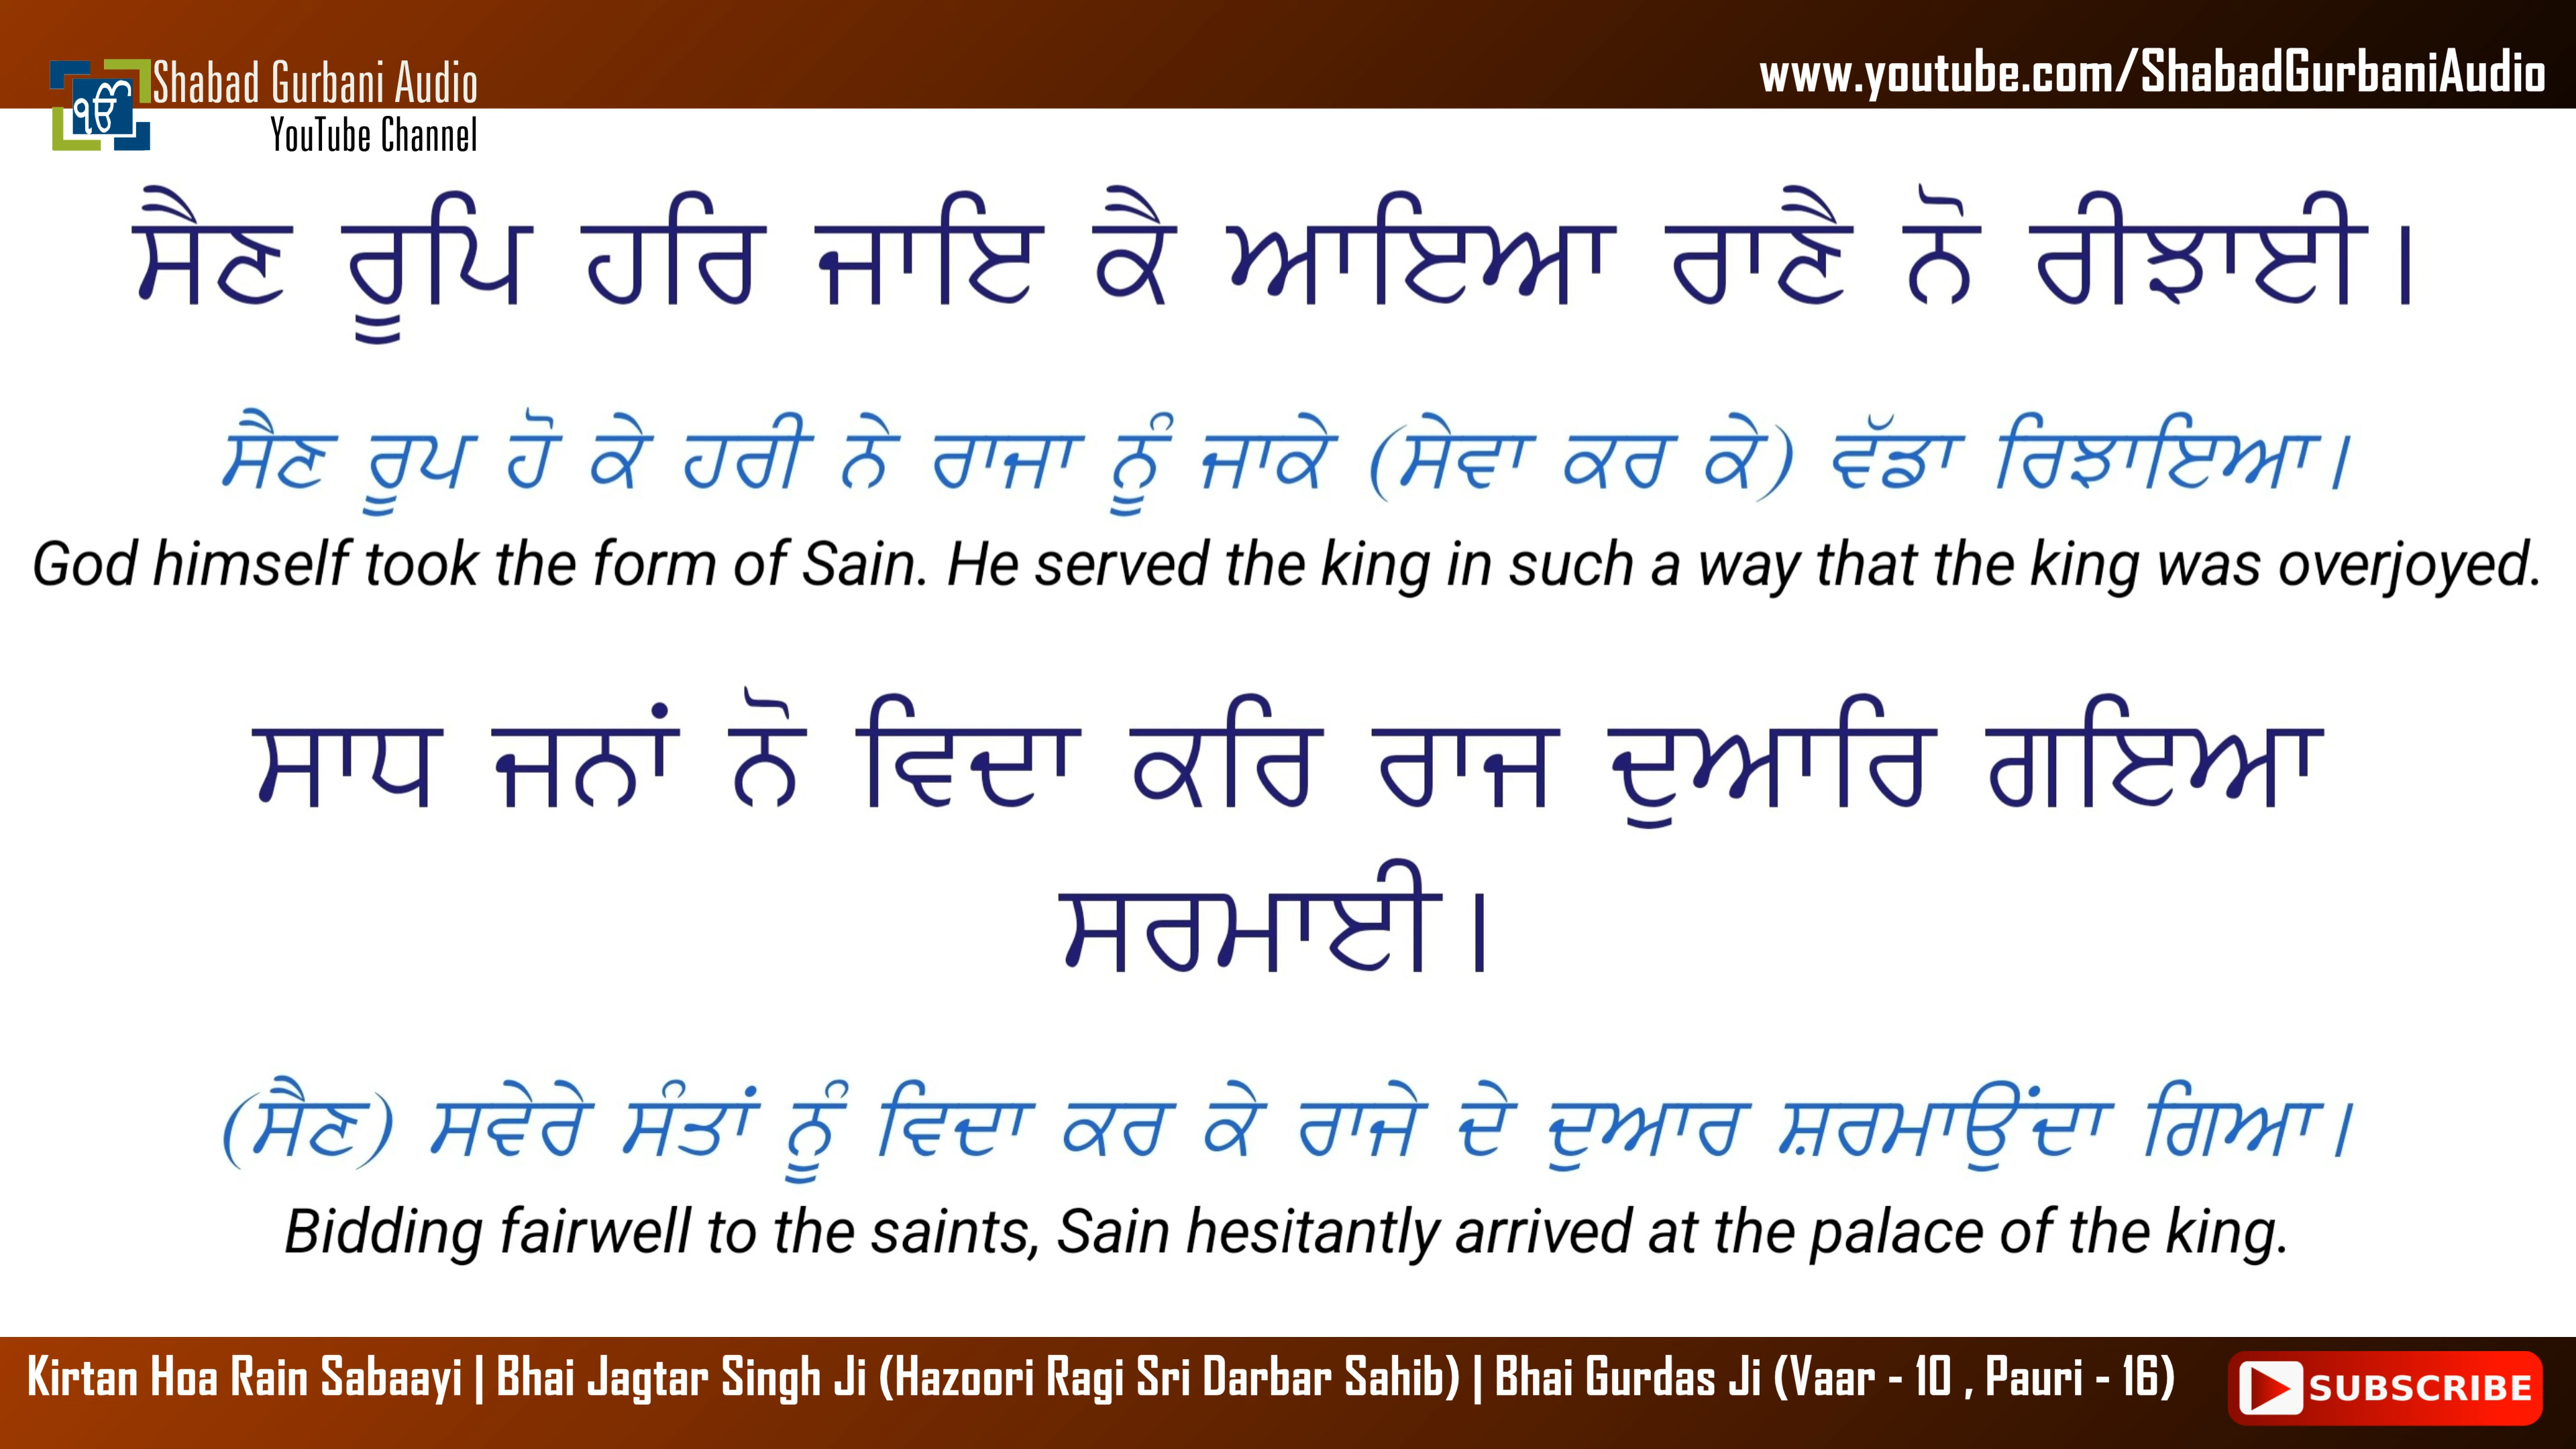 Shabad Gurbani Audio
YouTube Channel
www.youtube.com/ShabadGurbaniAudio
ੴ
ਸੈਣ ਰੂਪਿ ਹਰਿ ਜਾਇ ਕੈ ਆਇਆ ਰਾਣੈ ਨੋ ਰੀਝਾਈ।
ਸੈਣ ਰੂਪ ਹੋ ਕੇ ਹਰੀ ਨੇ ਰਾਜਾ ਨੂੰ ਜਾਕੇ (ਸੇਵਾ ਕਰ ਕੇ) ਵੱਡਾ ਰਿਝਾਇਆ।
God himself took the form of Sain. He served the king in such a way that the king was overjoyed.
ਸਾਧ ਜਨਾਂ ਨੋ ਵਿਦਾ ਕਰਿ ਰਾਜ ਦੁਆਰਿ ਗਇਆ
ਸਰਮਾਈ।
(ਸੈਣ) ਸਵੇਰੇ ਸੰਤਾਂ ਨੂੰ ਵਿਦਾ ਕਰ ਕੇ ਰਾਜੇ ਦੇ ਦੁਆਰ ਸ਼ਰਮਾਉਂਦਾ ਗਿਆ।
Bidding fairwell to the saints, Sain hesitantly arrived at the palace of the king.
Kirtan Hoa Rain Sabaayi | Bhai Jagtar Singh Ji (Hazoori Ragi Sri Darbar Sahib) | Bhai Gurdas Ji (Vaar - 10 , Pauri - 16)
SUBSCRIBE